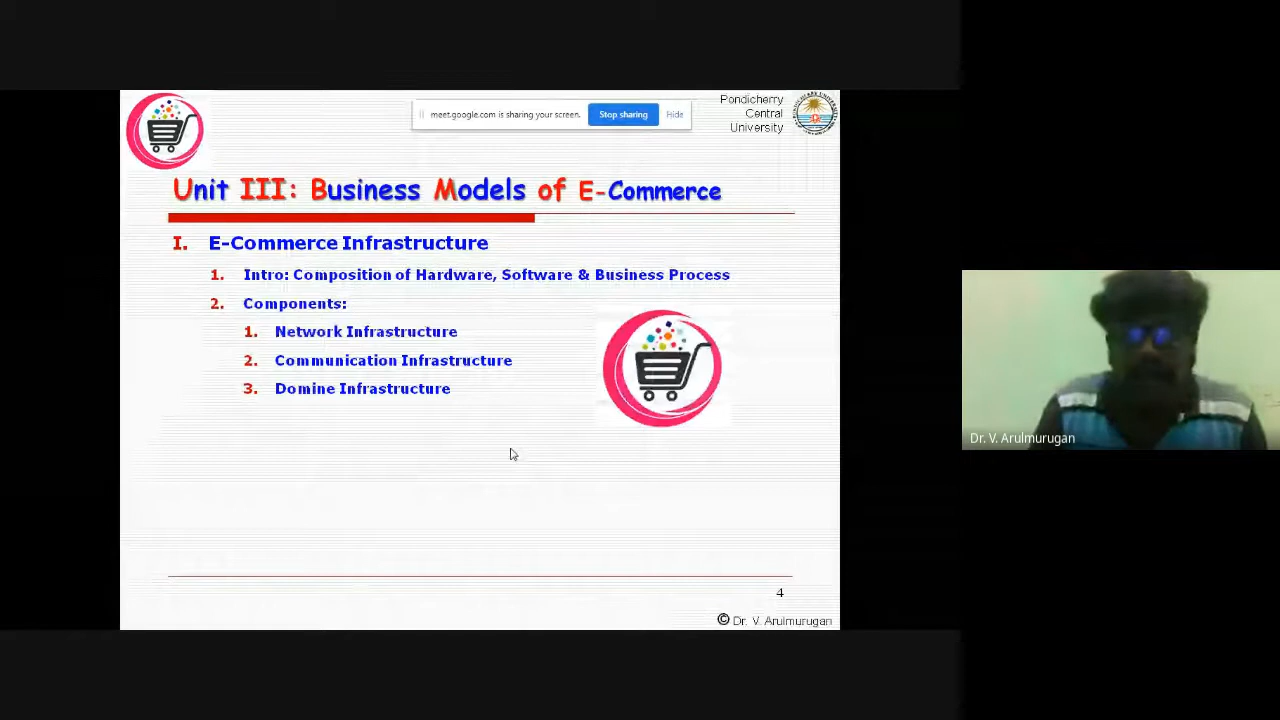 meet.google.com is sharing your screen. Stop sharing Hide
Pondicherry
Central
University
Unit III: Business Models of E-Commerce
I. E-Commerce Infrastructure
1. Intro: Composition of Hardware, Software & Business Process
2. Components:
1. Network Infrastructure
2. Communication Infrastructure
3. Domine Infrastructure
Dr. V. Arulmurugan
4
© Dr. V. Arulmurugan